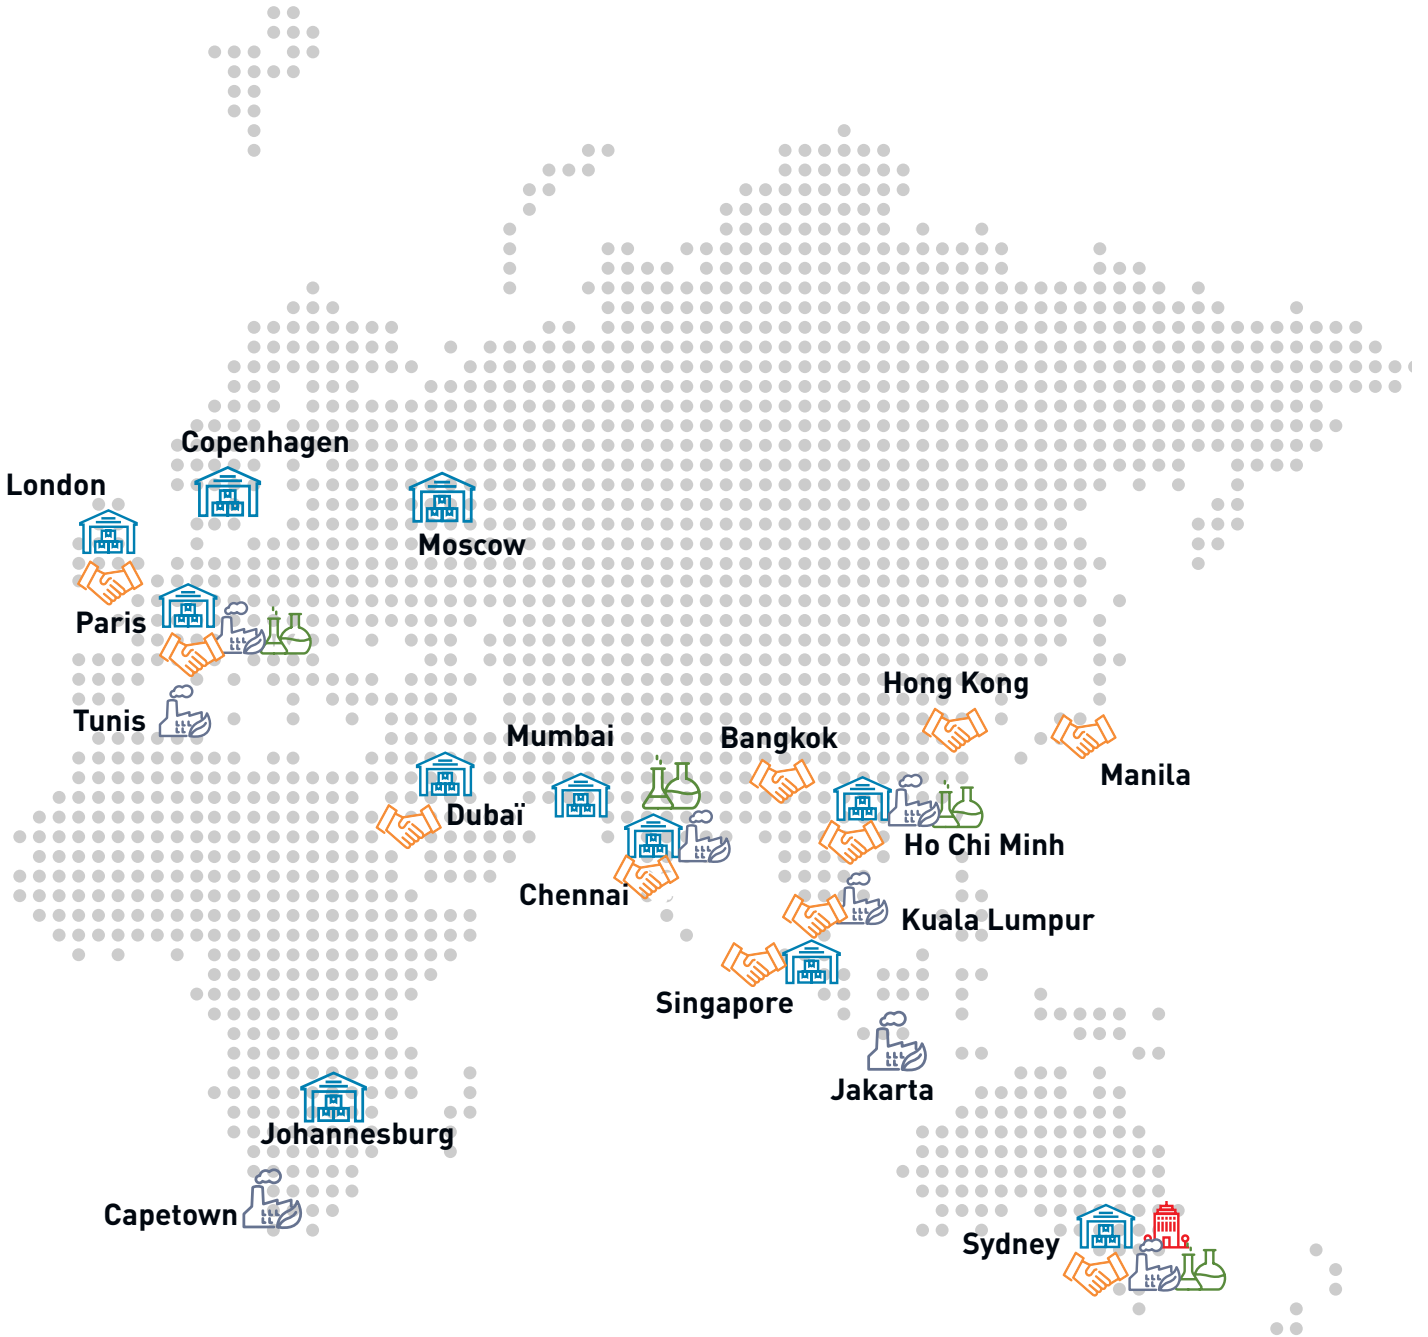 Copenhagen
London
Moscow
Paris
Hong Kong
Tunis
Mumbai
Bangkok
Manila
Dubaï
Ho Chi Minh
Chennai
Kuala Lumpur
Singapore
Jakarta
Johannesburg
Capetown
Sydney